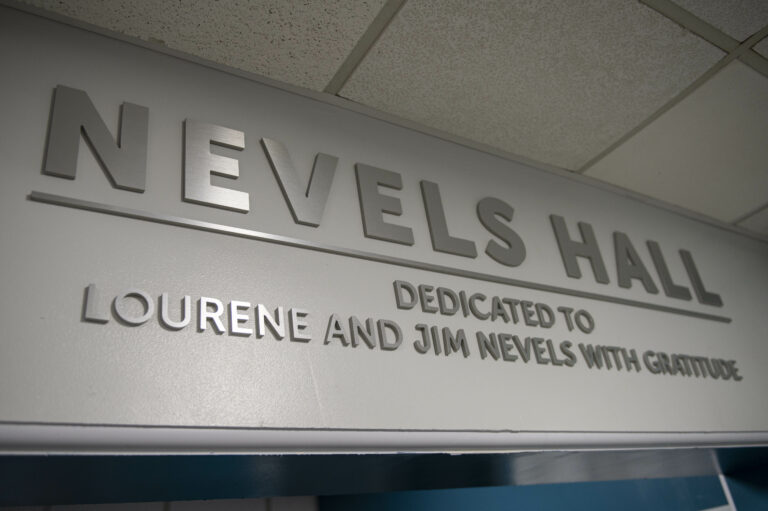 NEVELS HALL
DEDICATED TO
LOURENE AND JIM NEVELS WITH GRATITUDE